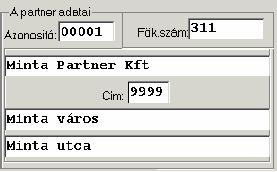 A partner adatai
Azonosító: 00001 Fők.szám: 311
Minta Partner Kft
Cím: 9999
Minta város
Minta utca